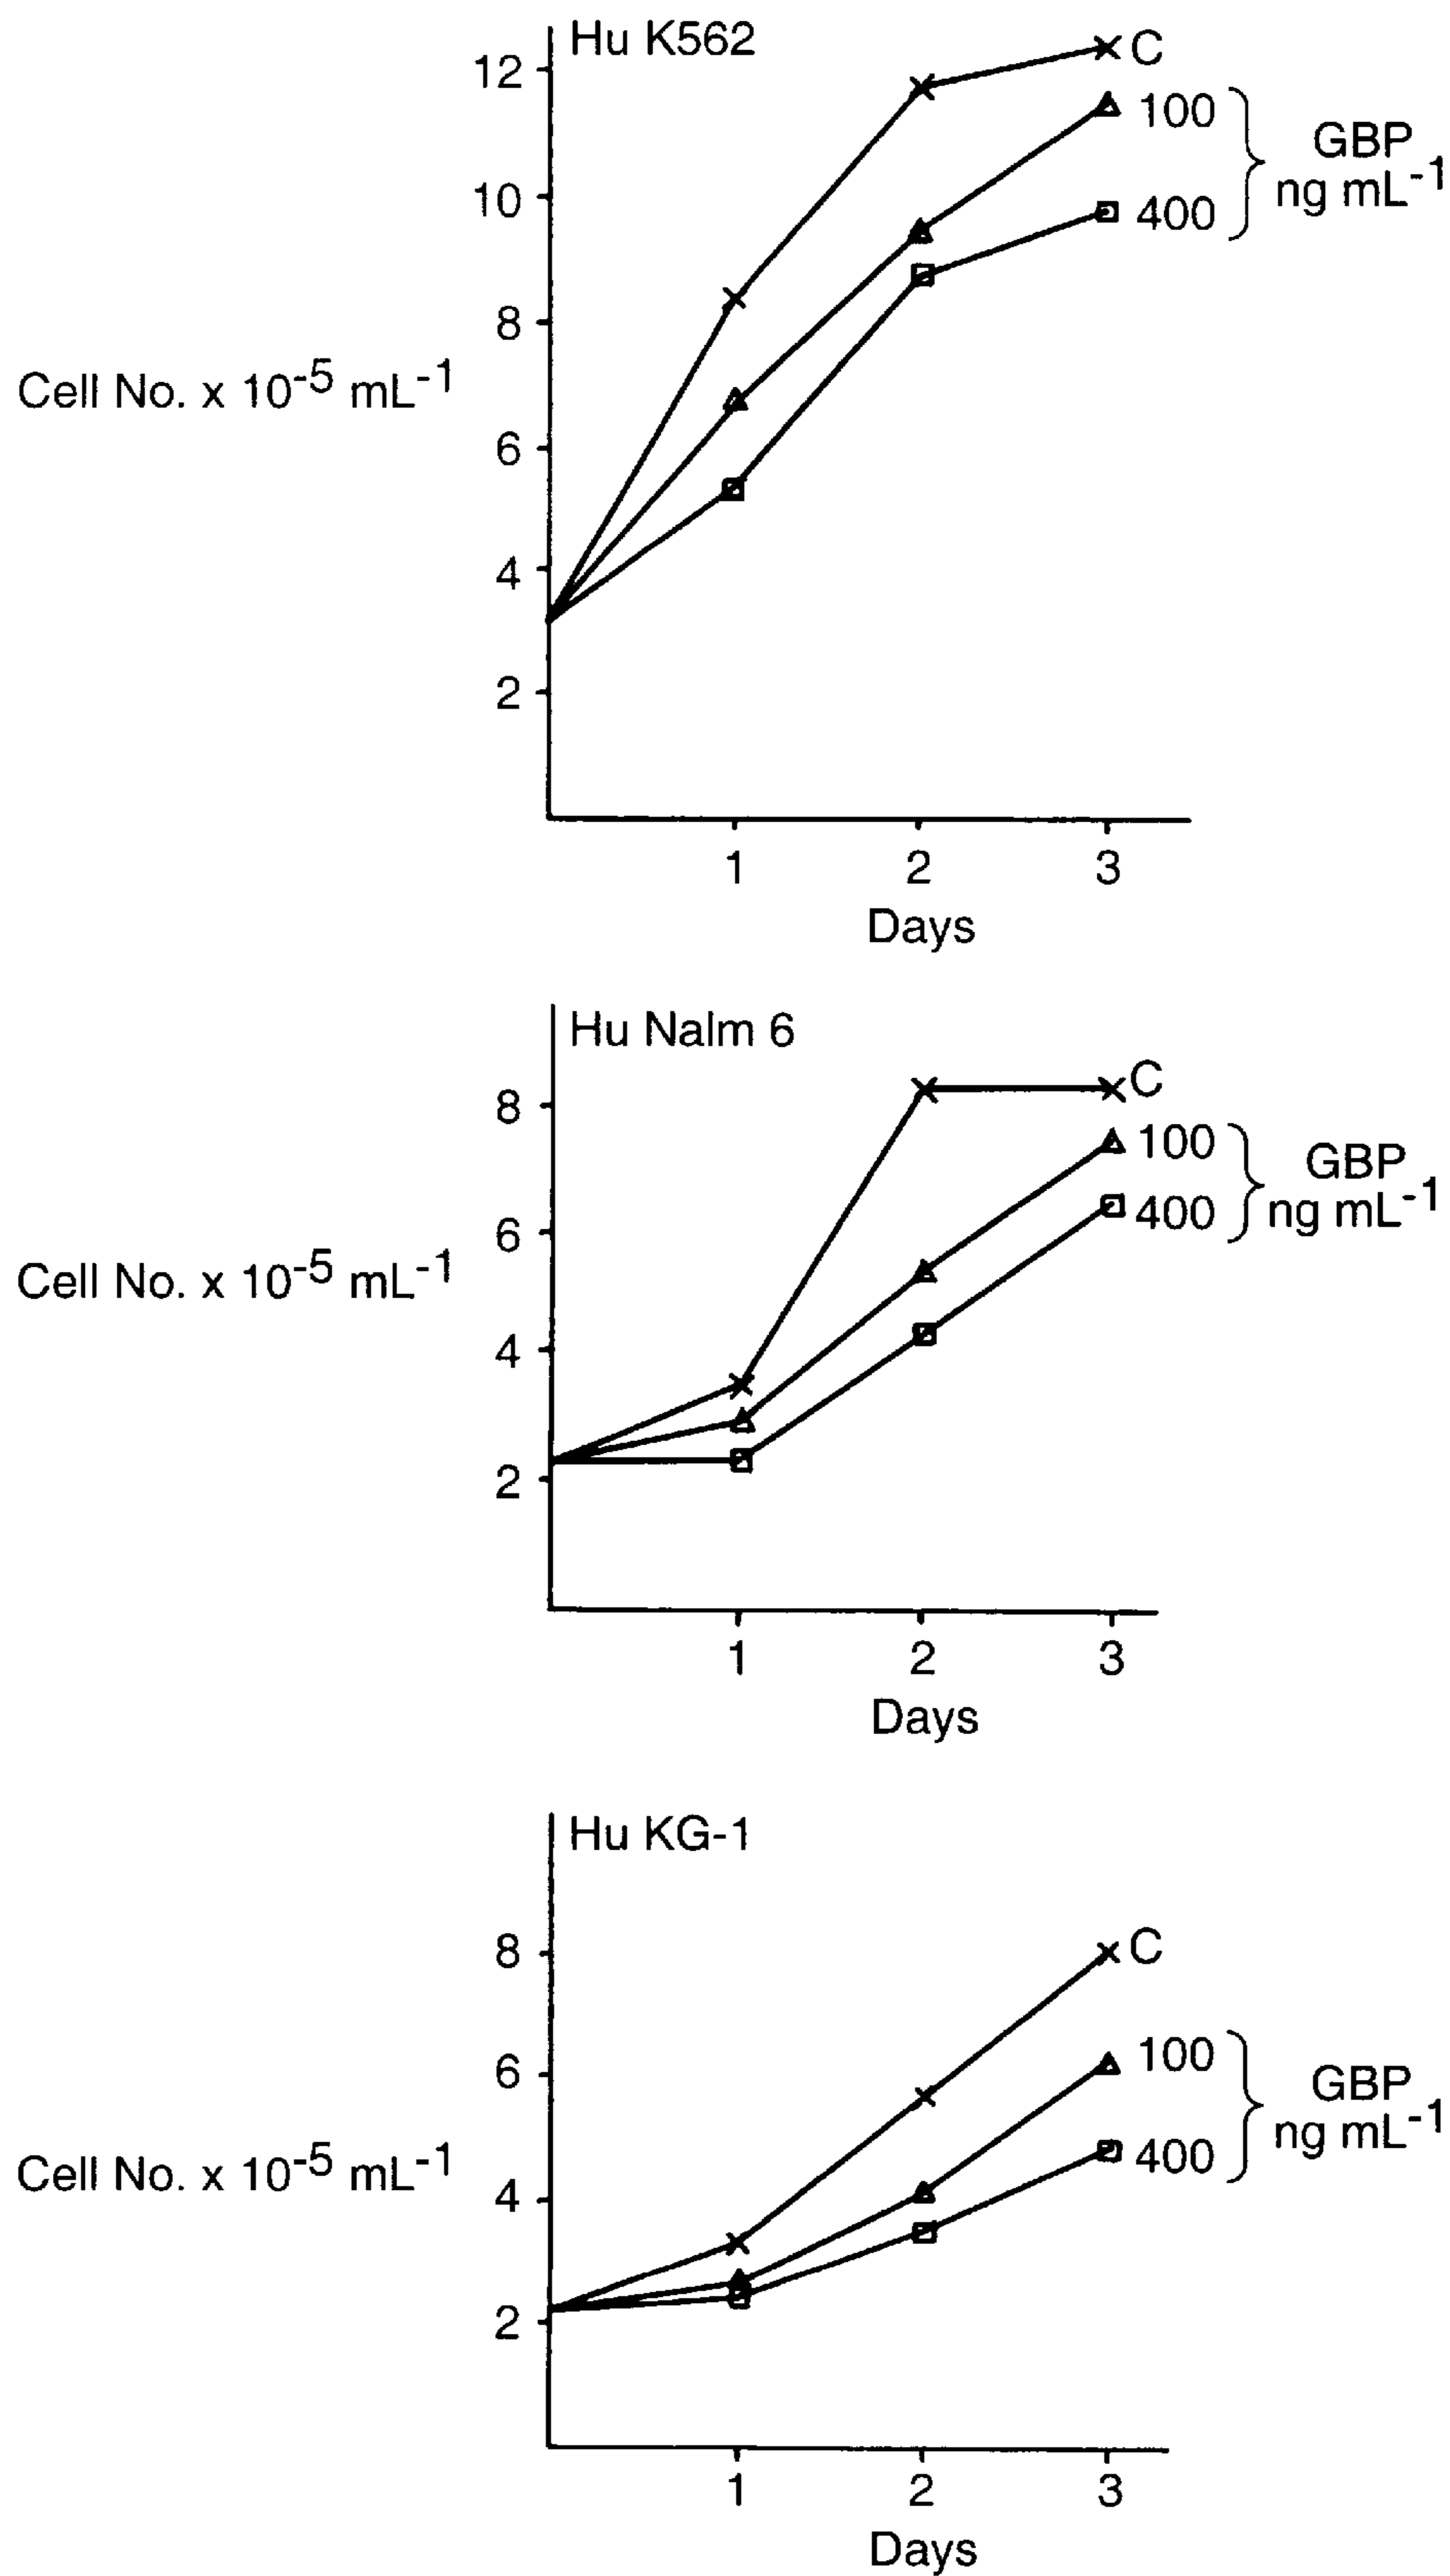 Hu K562
12
10
8
6
4
2
Cell No. x 10⁻⁵ mL⁻¹
C
100
400
GBP
ng mL⁻¹
1 2 3
Days
Hu Nalm 6
8
6
4
2
Cell No. x 10⁻⁵ mL⁻¹
C
100
400
GBP
ng mL⁻¹
1 2 3
Days
Hu KG-1
8
6
4
2
Cell No. x 10⁻⁵ mL⁻¹
C
100
400
GBP
ng mL⁻¹
1 2 3
Days